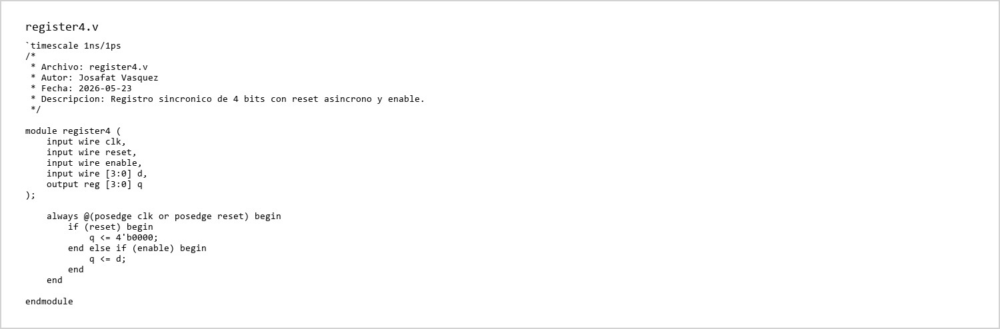 register4.v
`timescale 1ns/1ps
/*
 * Archivo: register4.v
 * Autor: Josafat Vasquez
 * Fecha: 2026-05-23
 * Descripcion: Registro sincronico de 4 bits con reset asincrono y enable.
 */

module register4 (
    input wire clk,
    input wire reset,
    input wire enable,
    input wire [3:0] d,
    output reg [3:0] q
);

    always @(posedge clk or posedge reset) begin
        if (reset) begin
            q <= 4'b0000;
        end else if (enable) begin
            q <= d;
        end
    end

endmodule